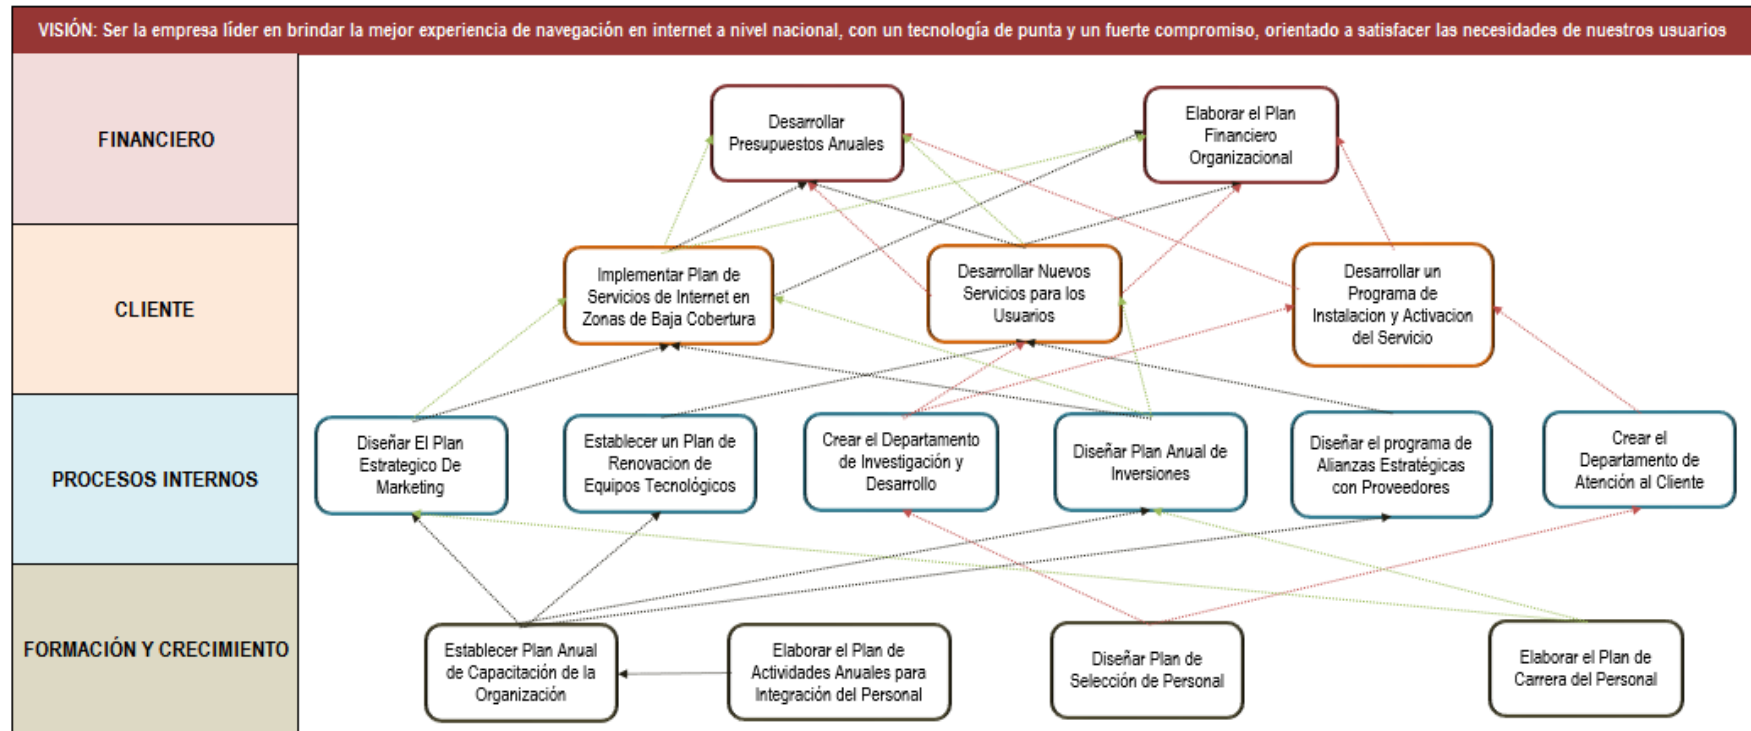 VISIÓN: Ser la empresa líder en brindar la mejor experiencia de navegación en internet a nivel nacional, con un tecnología de punta y un fuerte compromiso, orientado a satisfacer las necesidades de nuestros usuarios
FINANCIERO
Desarrollar
Presupuestos Anuales
Elaborar el Plan
Financiero
Organizacional
CLIENTE
Implementar Plan de
Servicios de Internet en
Zonas de Baja Cobertura
Desarrollar Nuevos
Servicios para los
Usuarios
Desarrollar un
Programa de
Instalacion y Activacion
del Servicio
PROCESOS INTERNOS
Diseñar El Plan
Estrategico De
Marketing
Establecer un Plan de
Renovacion de
Equipos Tecnológicos
Crear el Departamento
de Investigación y
Desarrollo
Diseñar Plan Anual de
Inversiones
Diseñar el programa de
Alianzas Estratégicas
con Proveedores
Crear el
Departamento de
Atención al Cliente
FORMACIÓN Y CRECIMIENTO
Establecer Plan Anual
de Capacitación de la
Organización
Elaborar el Plan de
Actividades Anuales para
Integración del Personal
Diseñar Plan de
Selección de Personal
Elaborar el Plan de
Carrera del Personal